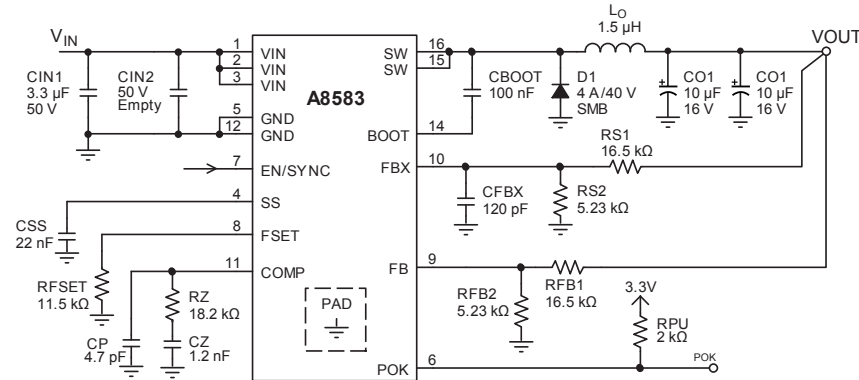 VIN
CIN1
3.3 µF
50 V
CIN2
50 V
Empty
1
2
3
5
12
7
4
8
11
VIN
VIN
VIN
GND
GND
EN/SYNC
SS
FSET
COMP
A8583
PAD
SW
SW
BOOT
FBX
FB
POK
16
15
14
10
9
6
CSS
22 nF
RFSET
11.5 kΩ
CP
4.7 pF
RZ
18.2 kΩ
CZ
1.2 nF
CBOOT
100 nF
D1
4 A/40 V
SMB
LO
1.5 µH
CO1
10 µF
16 V
CO1
10 µF
16 V
VOUT
RS1
16.5 kΩ
CFBX
120 pF
RS2
5.23 kΩ
RFB2
5.23 kΩ
RFB1
16.5 kΩ
3.3V
RPU
2 kΩ
POK